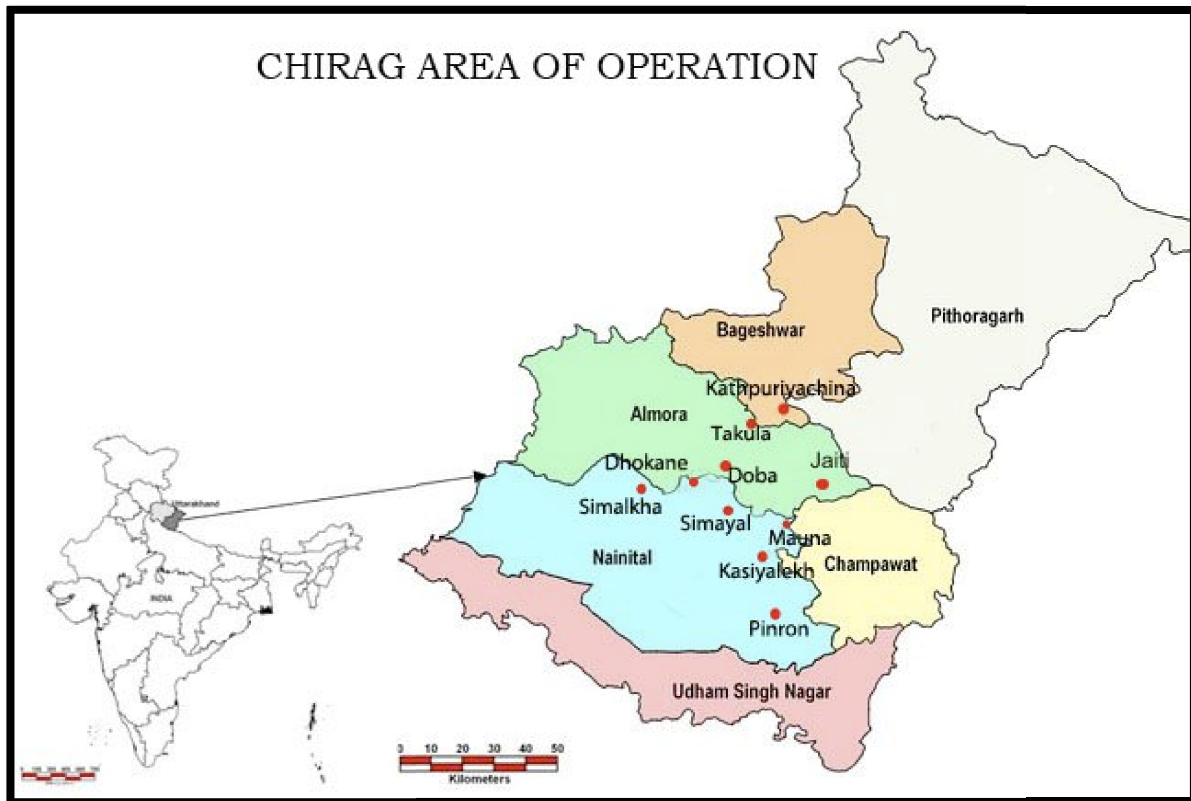 CHIRAG AREA OF OPERATION
Pithoragarh
Bageshwar
Kathpuriyachina
Almora
Takula
Dhokane
Doba
Jaiti
Simalkha
Simayal
Mauna
Nainital
Kasiyalekh
Champawat
Pinron
Udham Singh Nagar
Uttarakhand
INDIA
0 10 20 30 40 50
Kilometers